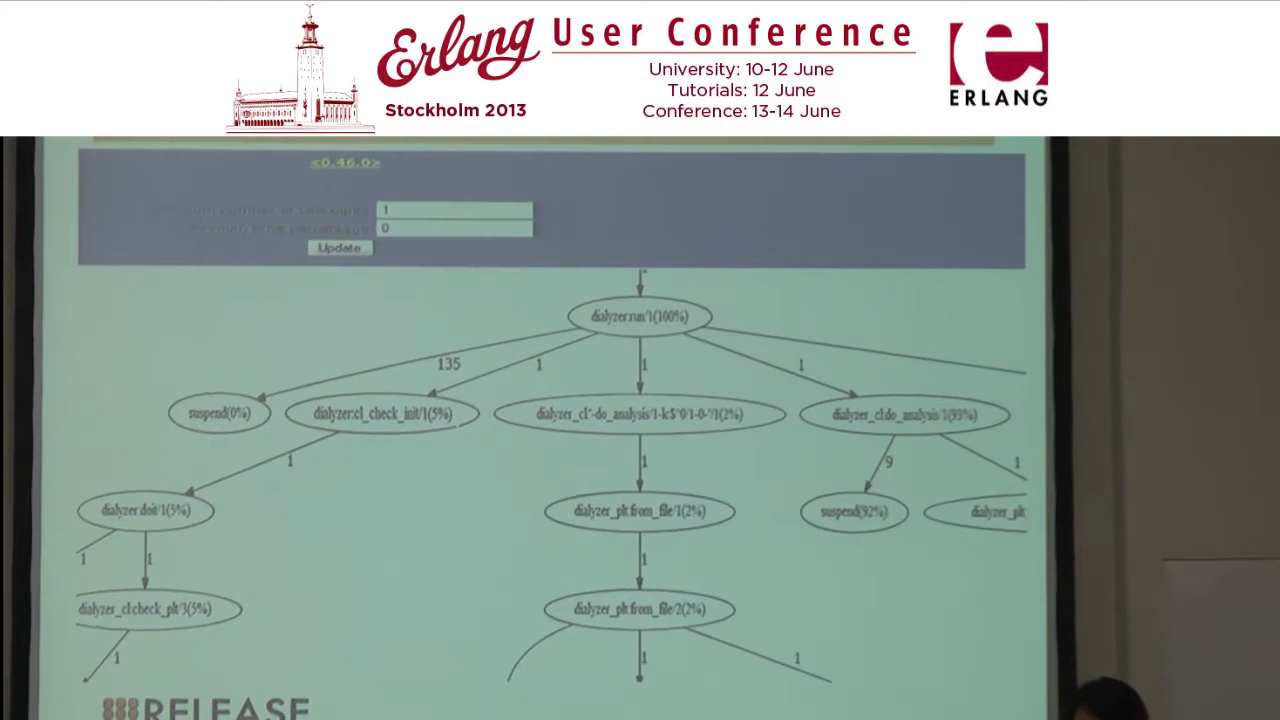 Erlang User Conference
Stockholm 2013
University: 10-12 June
Tutorials: 12 June
Conference: 13-14 June
ERLANG
<0.46.0>
1
0
Update
dialyzer:run/1(100%)
135
1
1
1
suspend(0%)
dialyzer:cl_check_init/1(5%)
dialyzer_cl:'-do_analysis/1-lc$^0/1-0-'/1(2%)
dialyzer_cl:do_analysis/1(93%)
1
1
9
1
dialyzer:doit/1(5%)
dialyzer_plt:from_file/1(2%)
suspend(92%)
dialyzer_plt:
1
1
1
dialyzer_cl:check_plt/3(5%)
dialyzer_plt:from_file/2(2%)
1
1
1
RELEASE